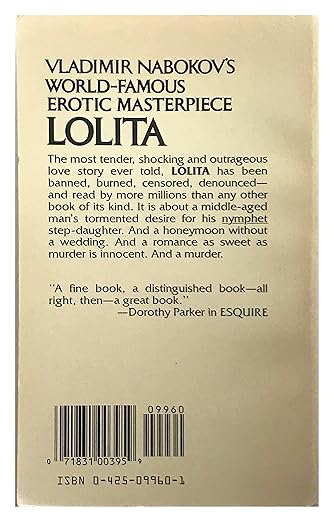 VLADIMIR NABOKOV'S
WORLD-FAMOUS
EROTIC MASTERPIECE
LOLITA
The most tender, shocking and outrageous
love story ever told, LOLITA has been
banned, burned, censored, denounced—
and read by more millions than any other
book of its kind. It is about a middle-aged
man's tormented desire for his nymphet
step-daughter. And a honeymoon without
a wedding. And a romance as sweet as
murder is innocent. And a murder.
"A fine book, a distinguished book—all
right, then—a great book."
—Dorothy Parker in ESQUIRE
09960
0 71831 00395 9
ISBN 0-425-09960-1